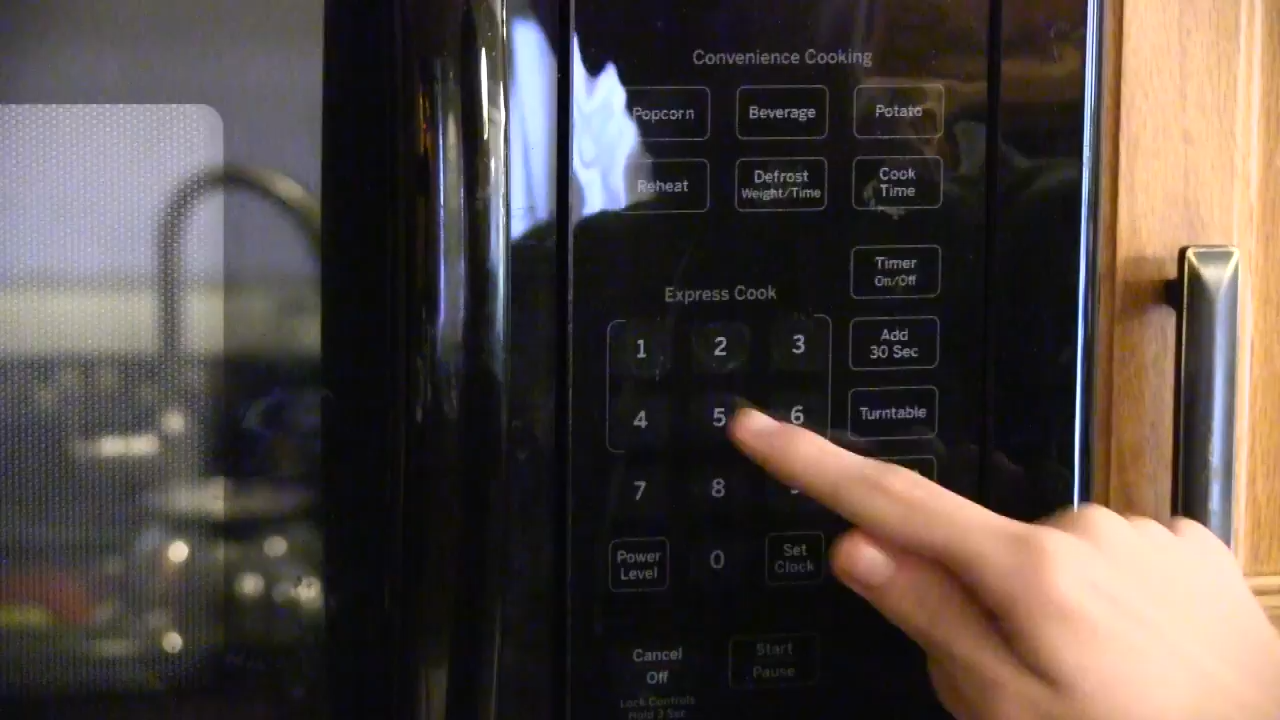 Convenience Cooking
Popcorn
Beverage
Potato
Reheat
Defrost
Weight/Time
Cook
Time
Timer
On/Off
Express Cook
1
2
3
Add
30 Sec
4
5
6
Turntable
7
8
Power
Level
0
Set
Clock
Cancel
Off
Start
Pause
Lock Controls
Hold 3 Sec